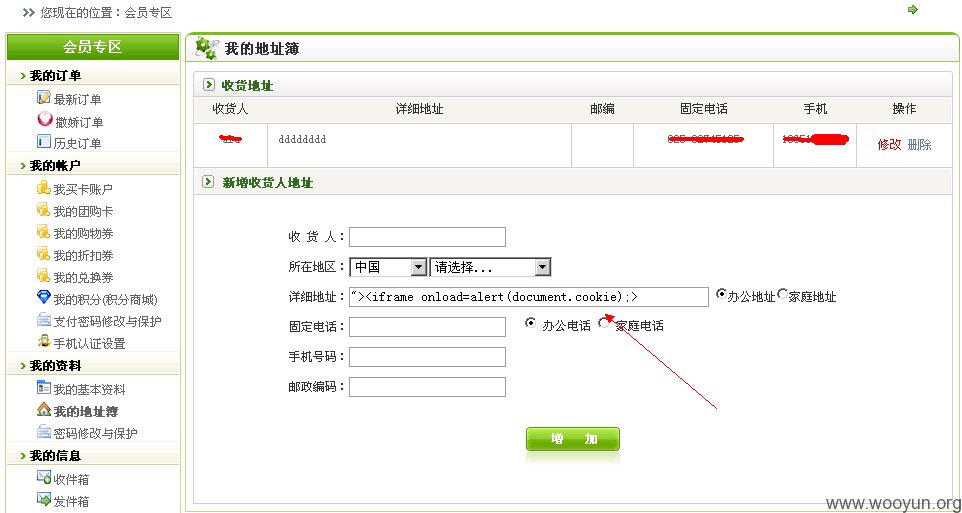 您现在的位置：会员专区
会员专区
我的订单
最新订单
撒娇订单
历史订单
我的帐户
我买卡账户
我的团购卡
我的购物券
我的折扣券
我的兑换券
我的积分(积分商城)
支付密码修改与保护
手机认证设置
我的资料
我的基本资料
我的地址簿
密码修改与保护
我的信息
收件箱
发件箱
我的地址簿
收货地址
收货人 详细地址 邮编 固定电话 手机 操作
dddddddd 修改 删除
新增收货人地址
收 货 人：
所在地区：中国 请选择...
详细地址："><iframe onload=alert(document.cookie);> 办公地址 家庭地址
固定电话： 办公电话 家庭电话
手机号码：
邮政编码：
增 加
www.wooyun.org